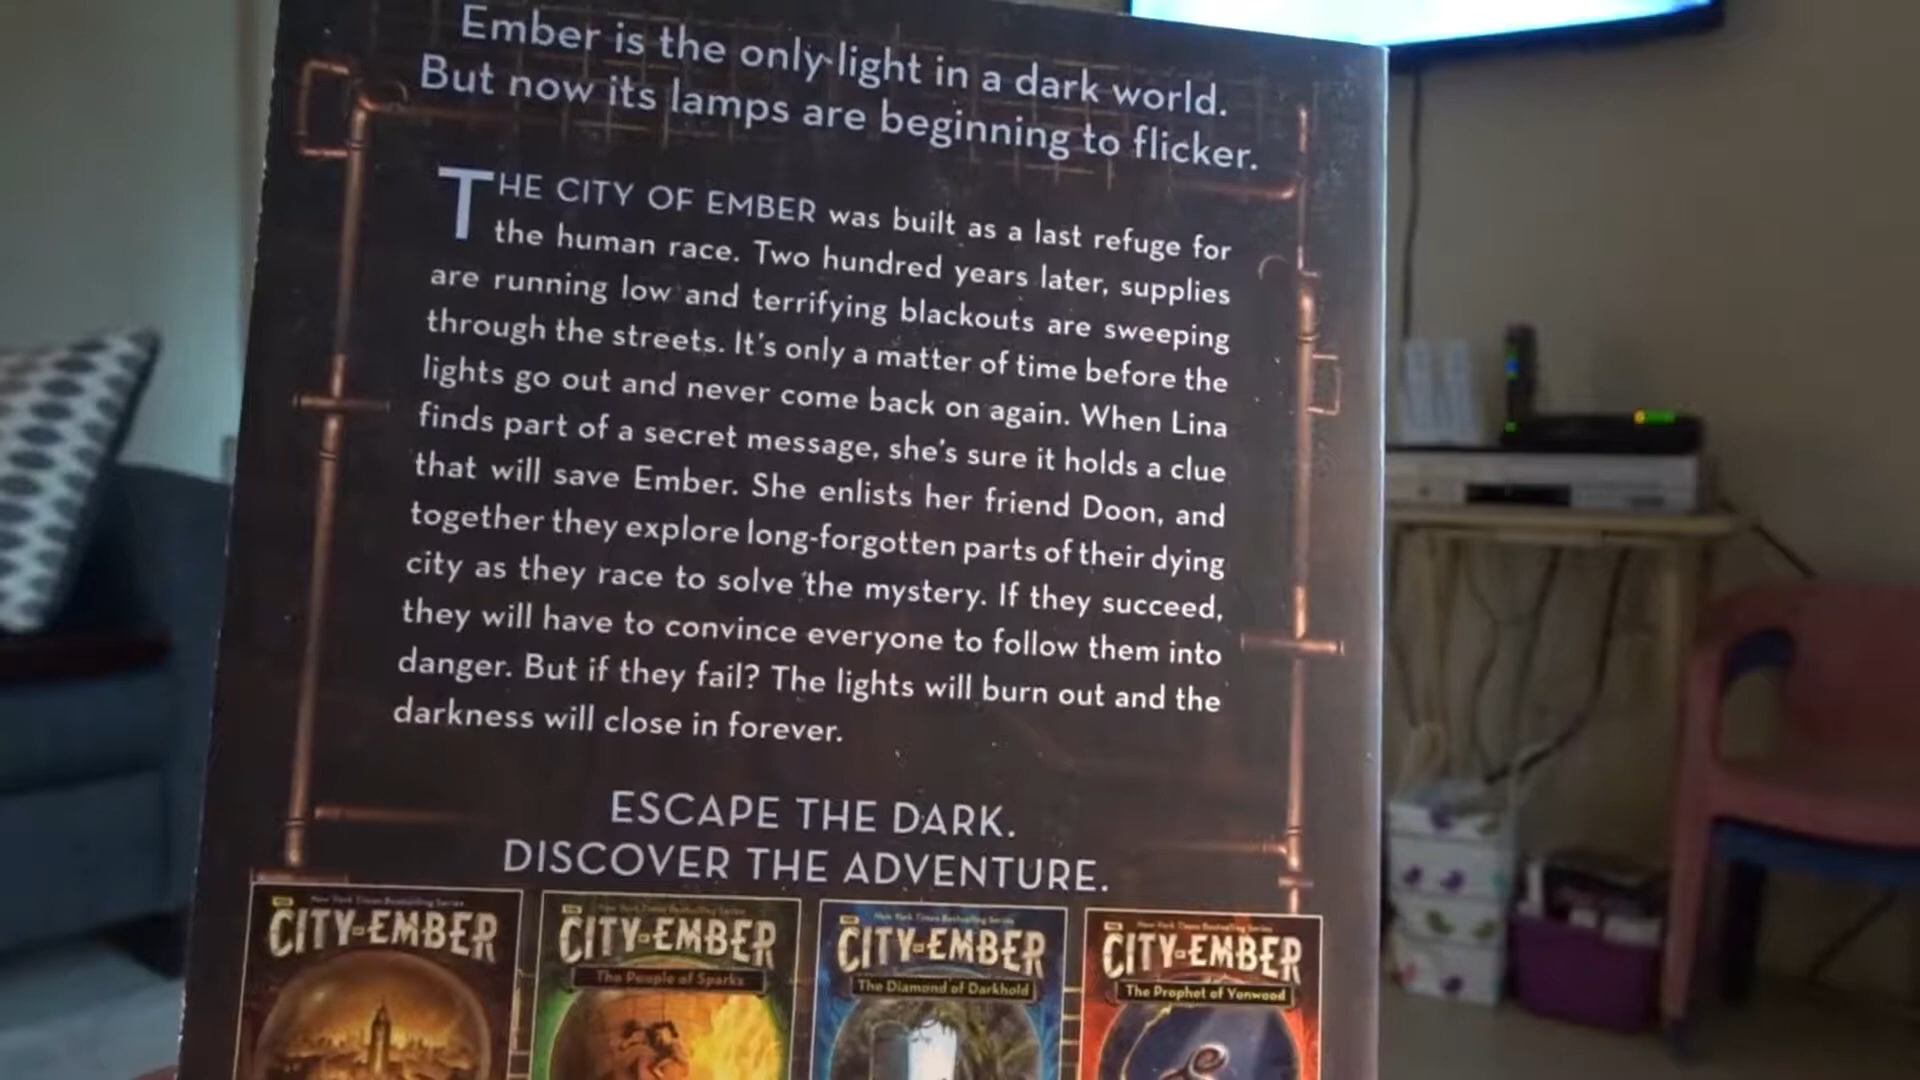 Ember is the only light in a dark world.
But now its lamps are beginning to flicker.
THE CITY OF EMBER was built as a last refuge for
the human race. Two hundred years later, supplies
are running low and terrifying blackouts are sweeping
through the streets. It's only a matter of time before the
lights go out and never come back on again. When Lina
finds part of a secret message, she's sure it holds a clue
that will save Ember. She enlists her friend Doon, and
together they explore long-forgotten parts of their dying
city as they race to solve the mystery. If they succeed,
they will have to convince everyone to follow them into
danger. But if they fail? The lights will burn out and the
darkness will close in forever.
ESCAPE THE DARK.
DISCOVER THE ADVENTURE.
New York Times Bestselling Series
THE CITY OF EMBER
New York Times Bestselling Series
THE CITY OF EMBER
The People of Sparks
New York Times Bestselling Series
THE CITY OF EMBER
The Diamond of Darkhold
New York Times Bestselling Series
THE CITY OF EMBER
The Prophet of Yonwood